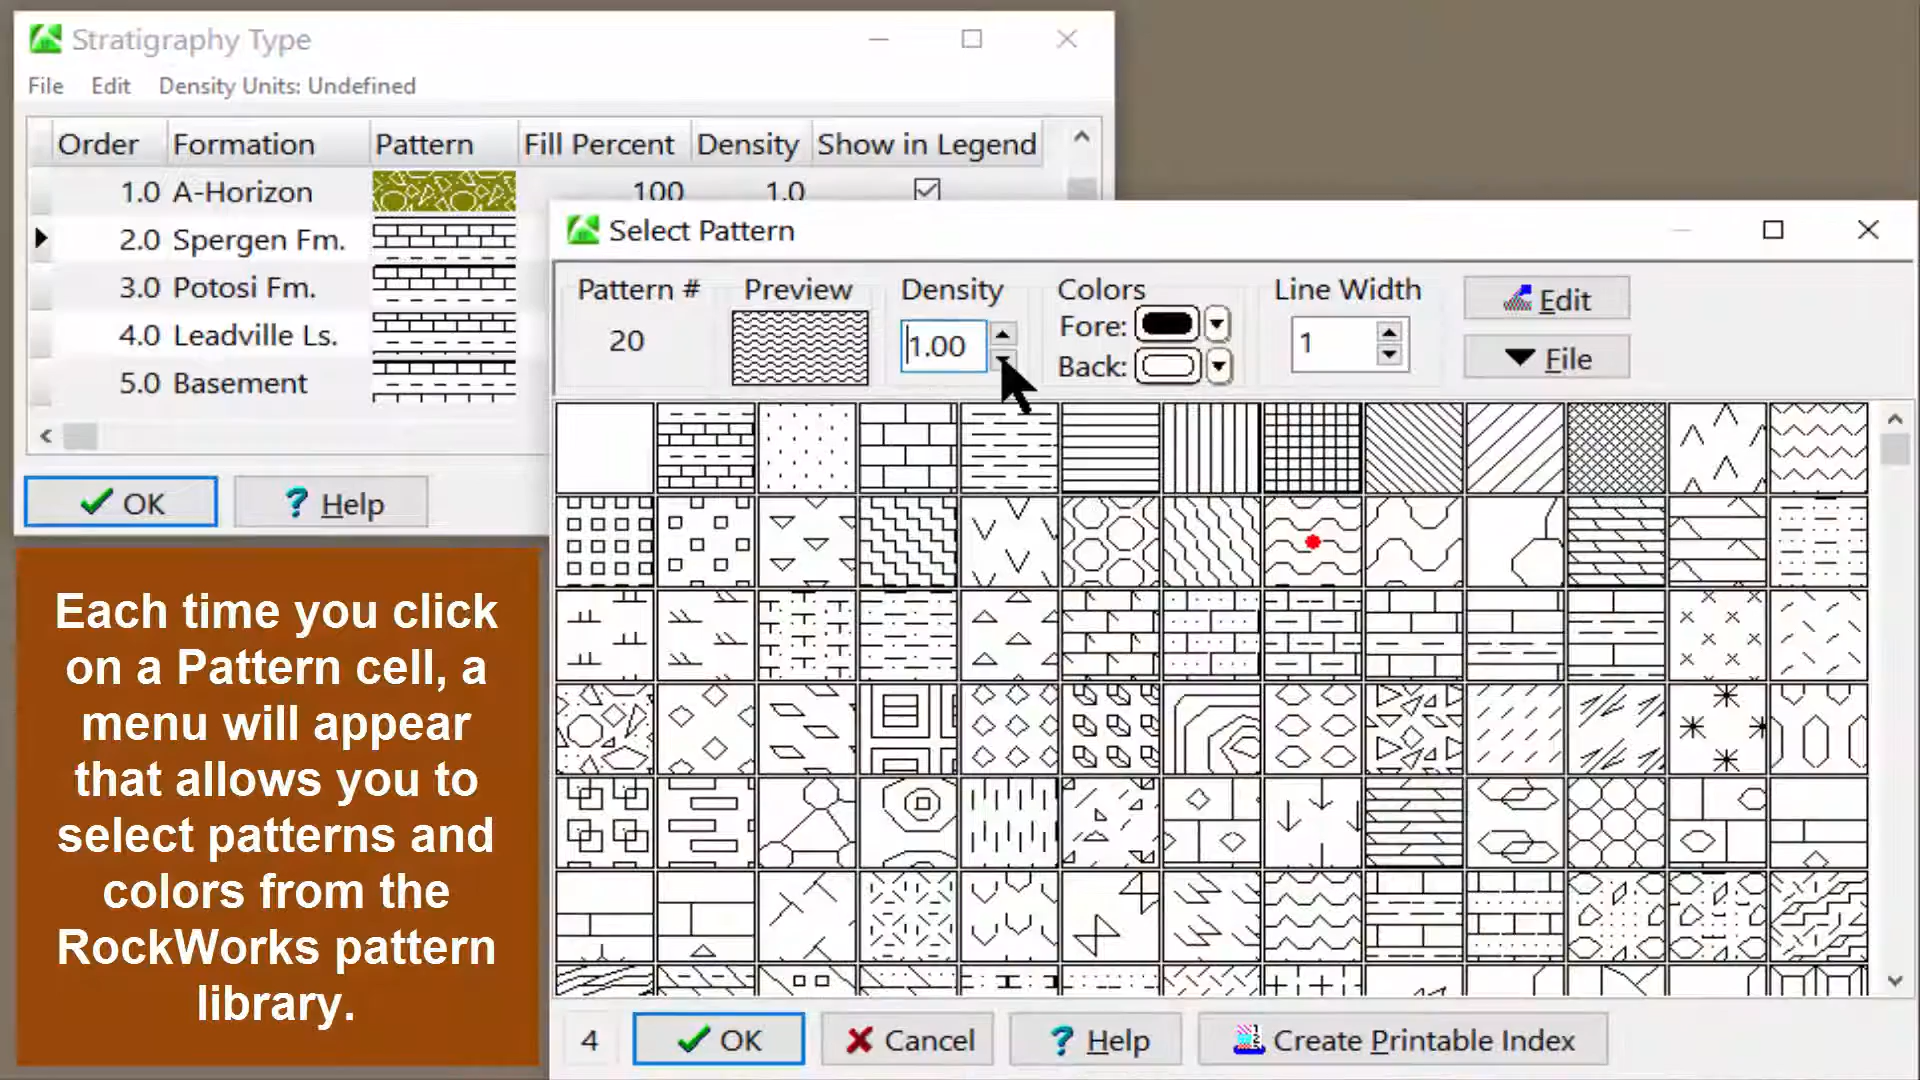 Stratigraphy Type
File Edit Density Units: Undefined
Order Formation Pattern Fill Percent Density Show in Legend
1.0 A-Horizon 100 1.0
2.0 Spergen Fm.
3.0 Potosi Fm.
4.0 Leadville Ls.
5.0 Basement
OK Help
Select Pattern
Pattern # Preview Density Colors Line Width
20 1.00 Fore: 1 Edit
Back: File
Each time you click
on a Pattern cell, a
menu will appear
that allows you to
select patterns and
colors from the
RockWorks pattern
library.
4 OK Cancel Help Create Printable Index